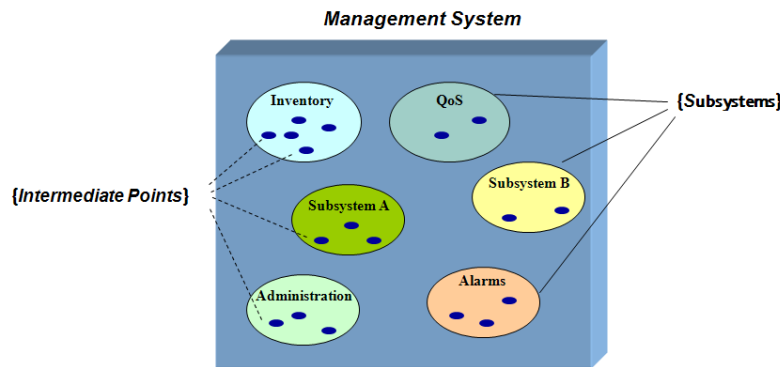 Management System
Inventory
QoS
{Subsystems}
Subsystem B
{Intermediate Points}
Subsystem A
Administration
Alarms